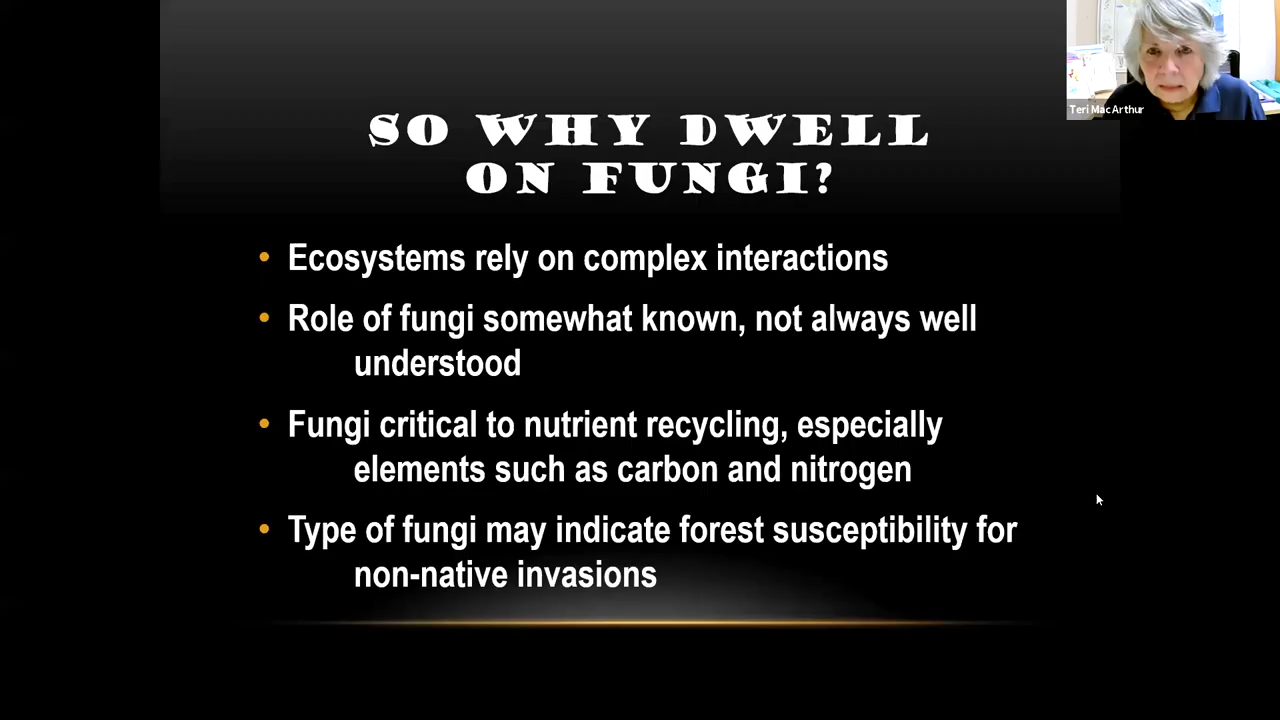 Teri Mac Arthur
SO WHY DWELL
ON FUNGI?
• Ecosystems rely on complex interactions
• Role of fungi somewhat known, not always well
understood
• Fungi critical to nutrient recycling, especially
elements such as carbon and nitrogen
• Type of fungi may indicate forest susceptibility for
non-native invasions